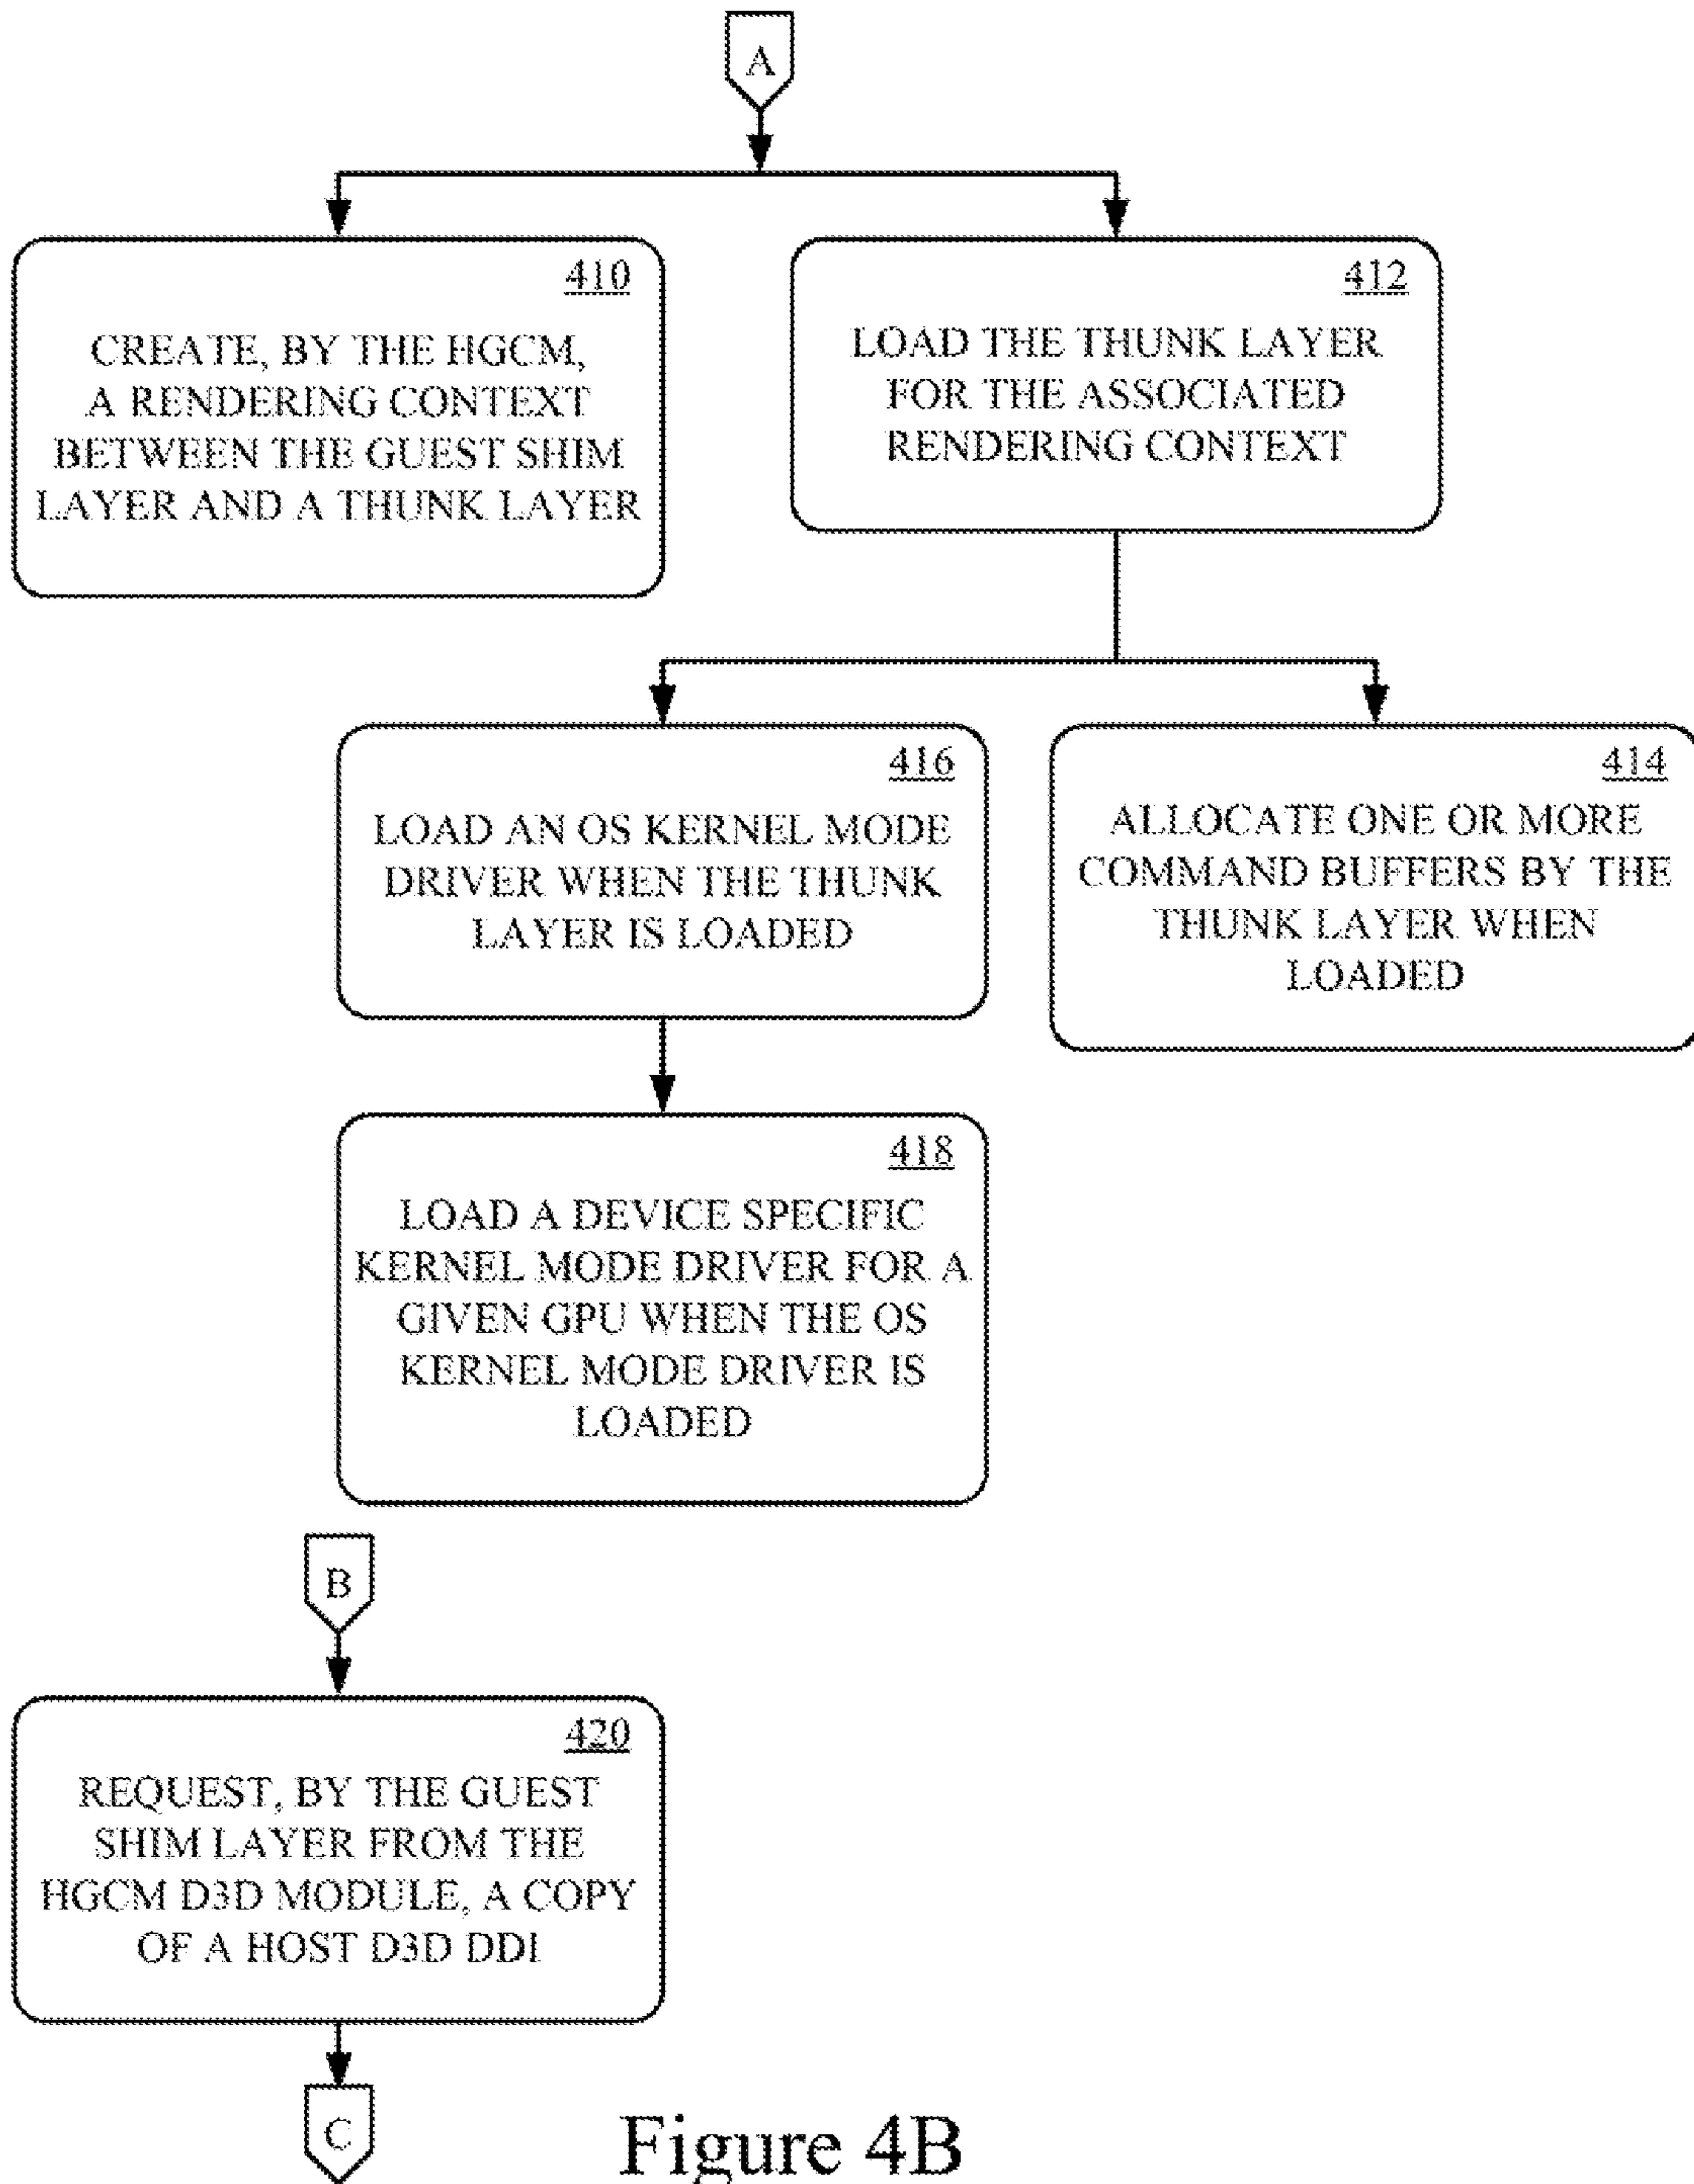 A
410
CREATE, BY THE HGCM,
A RENDERING CONTEXT
BETWEEN THE GUEST SHIM
LAYER AND A THUNK LAYER
412
LOAD THE THUNK LAYER
FOR THE ASSOCIATED
RENDERING CONTEXT
416
LOAD AN OS KERNEL MODE
DRIVER WHEN THE THUNK
LAYER IS LOADED
414
ALLOCATE ONE OR MORE
COMMAND BUFFERS BY THE
THUNK LAYER WHEN
LOADED
418
LOAD A DEVICE SPECIFIC
KERNEL MODE DRIVER FOR A
GIVEN GPU WHEN THE OS
KERNEL MODE DRIVER IS
LOADED
B
420
REQUEST, BY THE GUEST
SHIM LAYER FROM THE
HGCM D3D MODULE, A COPY
OF A HOST D3D DDI
C
Figure 4B